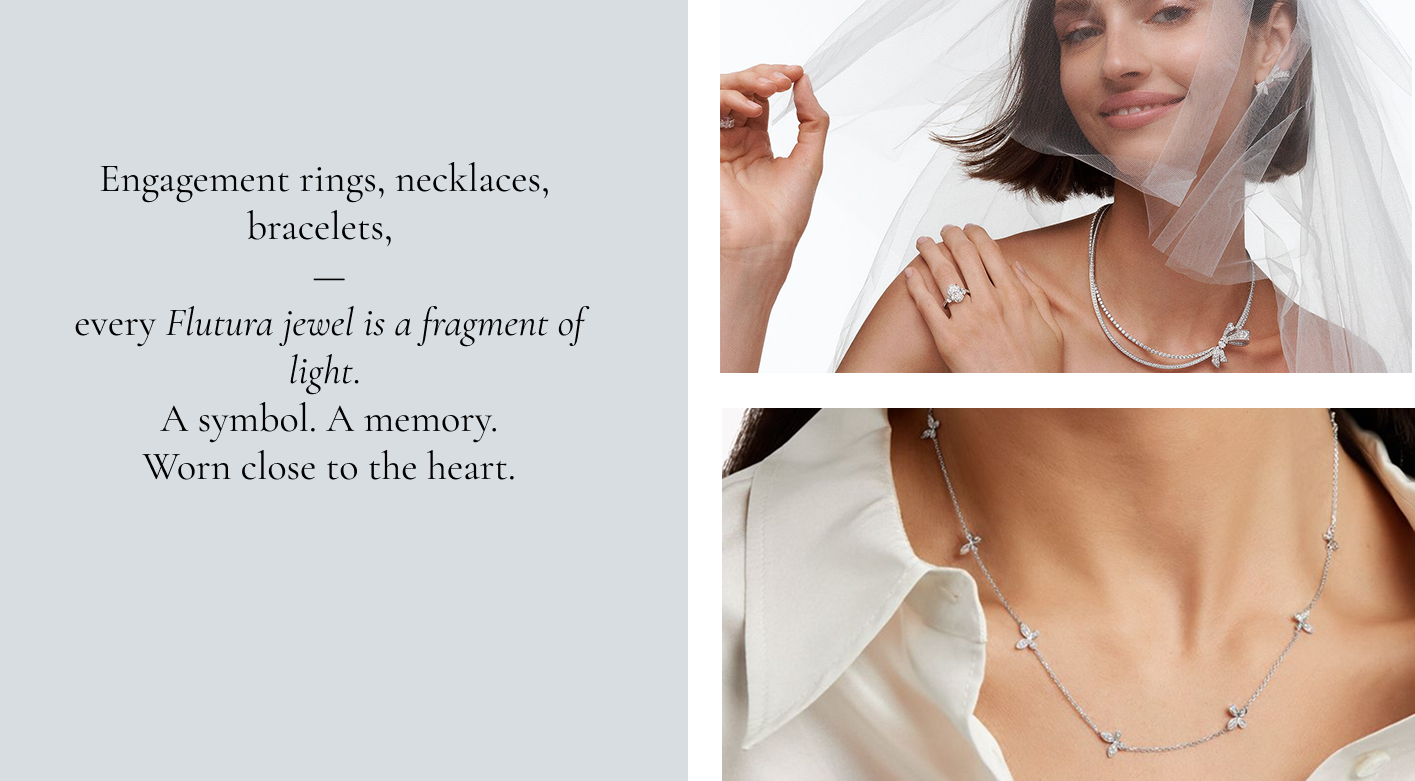 Engagement rings, necklaces,
bracelets,
—
every Flutura jewel is a fragment of
light.
A symbol. A memory.
Worn close to the heart.